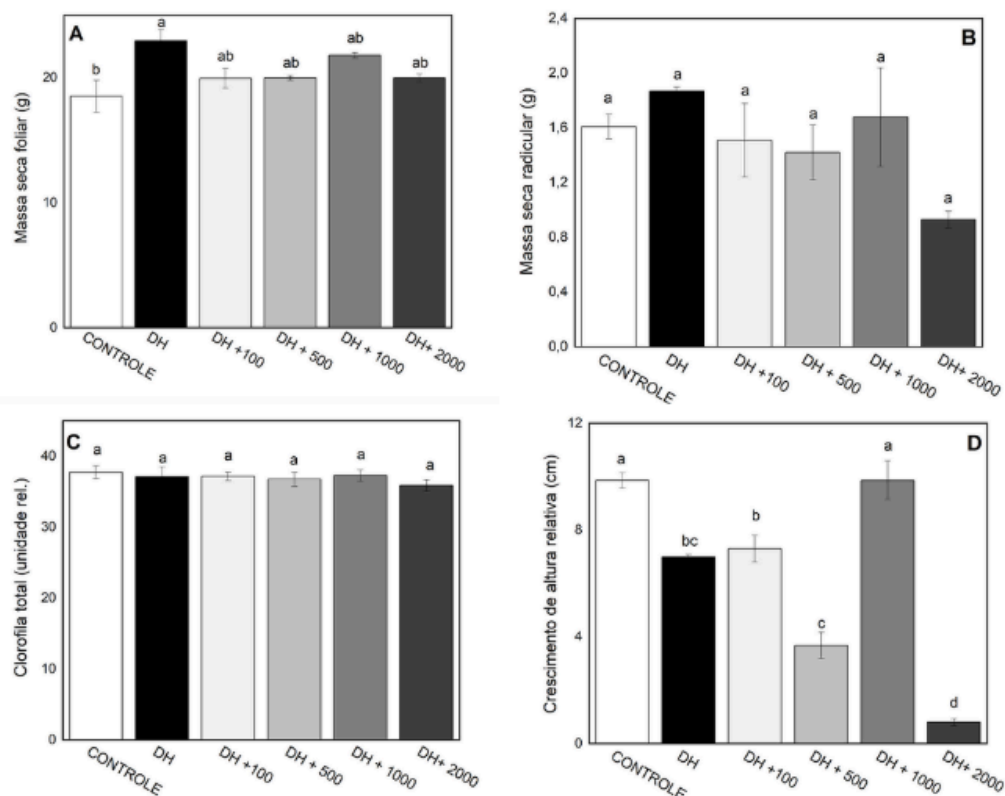 A
Massa seca foliar (g)
20
10
0
b
a
ab
ab
ab
ab
CONTROLE
DH
DH +100
DH + 500
DH + 1000
DH+ 2000
B
Massa seca radicular (g)
2,4
2,0
1,6
1,2
0,8
0,0
a
a
a
a
a
a
CONTROLE
DH
DH +100
DH + 500
DH + 1000
DH+ 2000
C
Clorofila total (unidade rel.)
40
30
20
10
0
a
a
a
a
a
a
CONTROLE
DH
DH +100
DH + 500
DH + 1000
DH+ 2000
D
Crescimento de altura relativa (cm)
12
8
4
0
a
bc
b
c
a
d
CONTROLE
DH
DH +100
DH + 500
DH + 1000
DH+ 2000